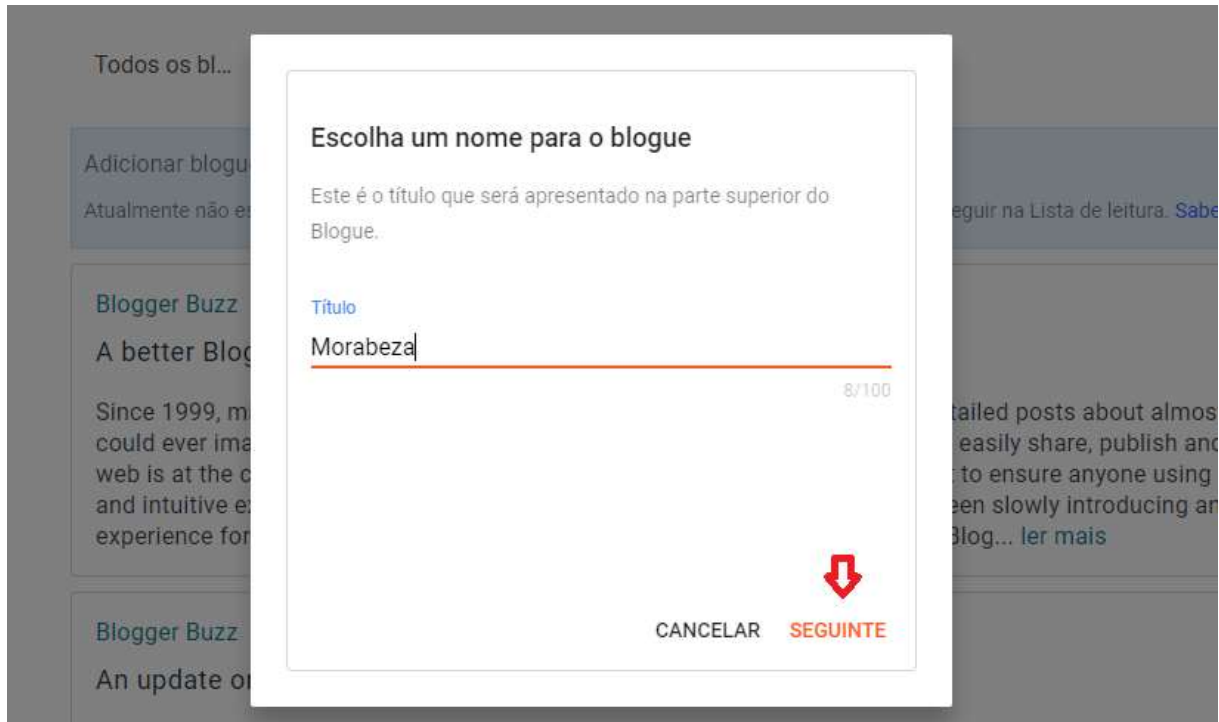 Todos os bl...
Escolha um nome para o blogue
Adicionar blogu
Este é o título que será apresentado na parte superior do
Blogue.
Atualmente não es
eguir na Lista de leitura. Sabe
Título
Morabeza
8/100
Blogger Buzz
A better Blog
Since 1999, m
tailed posts about almos
could ever ima
easily share, publish and
web is at the c
to ensure anyone using
and intuitive e
een slowly introducing an
experience for
Blog... ler mais
CANCELAR SEGUINTE
Blogger Buzz
An update on